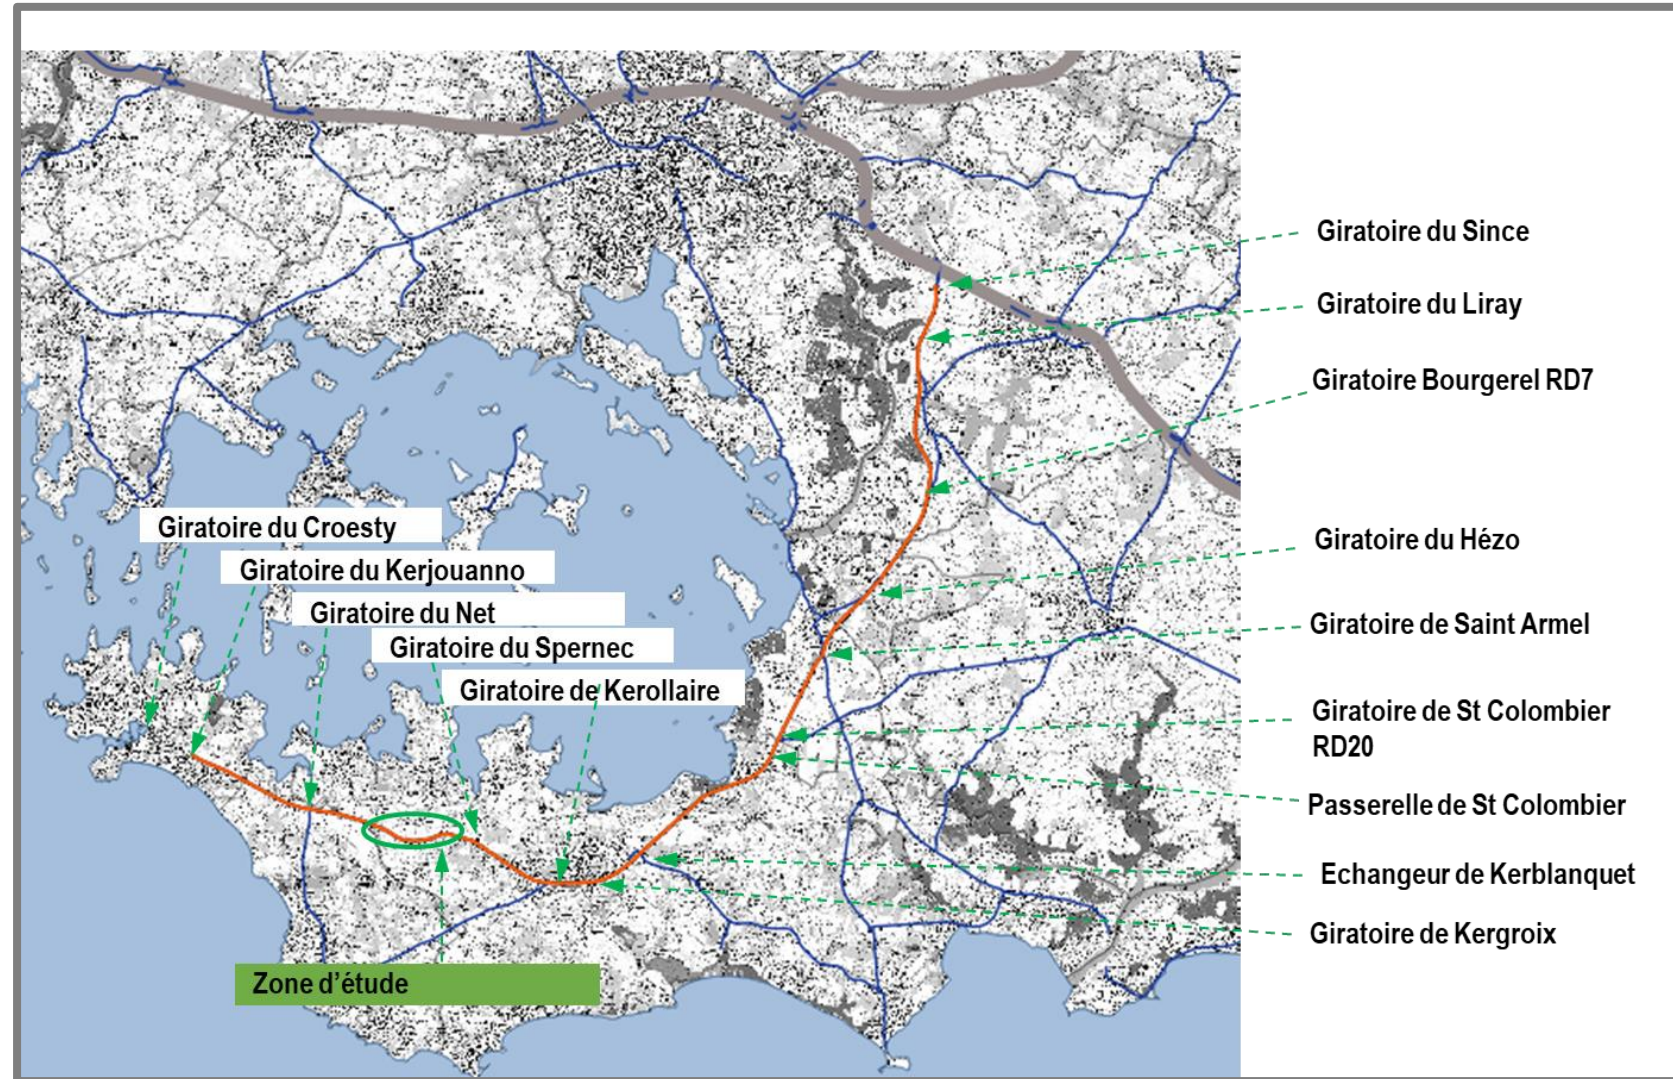 Giratoire du Since
Giratoire du Liray
Giratoire Bourgerel RD7
Giratoire du Croesty
Giratoire du Hézo
Giratoire du Kerjouanno
Giratoire du Net
Giratoire de Saint Armel
Giratoire du Spernec
Giratoire de Kerollaire
Giratoire de St Colombier
RD20
Passerelle de St Colombier
Echangeur de Kerblanquet
Giratoire de Kergroix
Zone d’étude